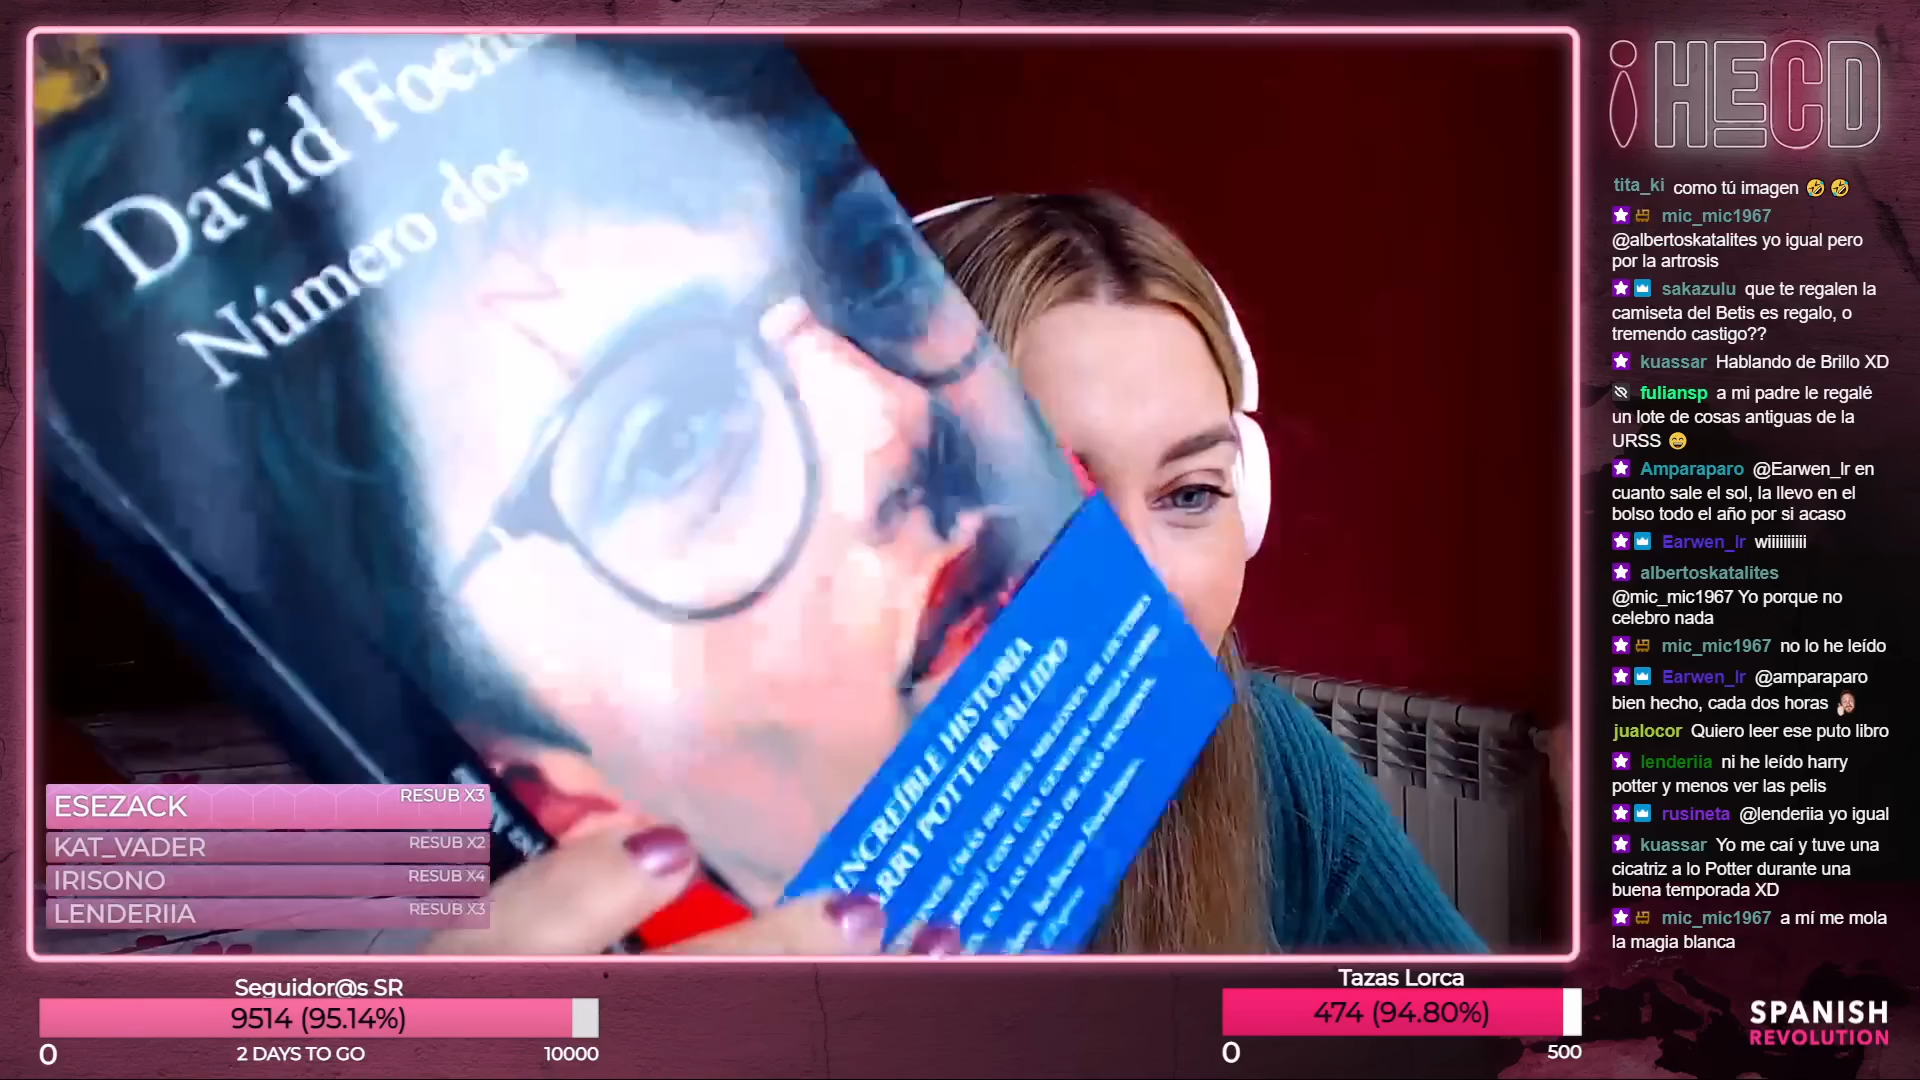 David
Número dos
INCREÍBLE HISTORIA
HARRY POTTER FALLIDO
ESEZACK RESUB X3
KAT_VADER RESUB X2
IRISONO RESUB X4
LENDERIIA RESUB X3
Seguidor@s SR
9514 (95.14%)
0 2 DAYS TO GO 10000
Tazas Lorca
474 (94.80%)
0 500
¡HECD
tita_ki como tú imagen 🤣 🤣
mic_mic1967
@albertoskatalites yo igual pero
por la artrosis
sakazulu que te regalen la
camiseta del Betis es regalo, o
tremendo castigo??
kuassar Hablando de Brillo XD
fuliansp a mi padre le regalé
un lote de cosas antiguas de la
URSS 😄
Amparaparo @Earwen_lr en
cuanto sale el sol, la llevo en el
bolso todo el año por si acaso
Earwen_lr wiiiiiiiiii
albertoskatalites
@mic_mic1967 Yo porque no
celebro nada
mic_mic1967 no lo he leído
Earwen_lr @amparaparo
bien hecho, cada dos horas
jualocor Quiero leer ese puto libro
lenderiia ni he leído harry
potter y menos ver las pelis
rusineta @lenderiia yo igual
kuassar Yo me caí y tuve una
cicatriz a lo Potter durante una
buena temporada XD
mic_mic1967 a mí me mola
la magia blanca
SPANISH
REVOLUTION